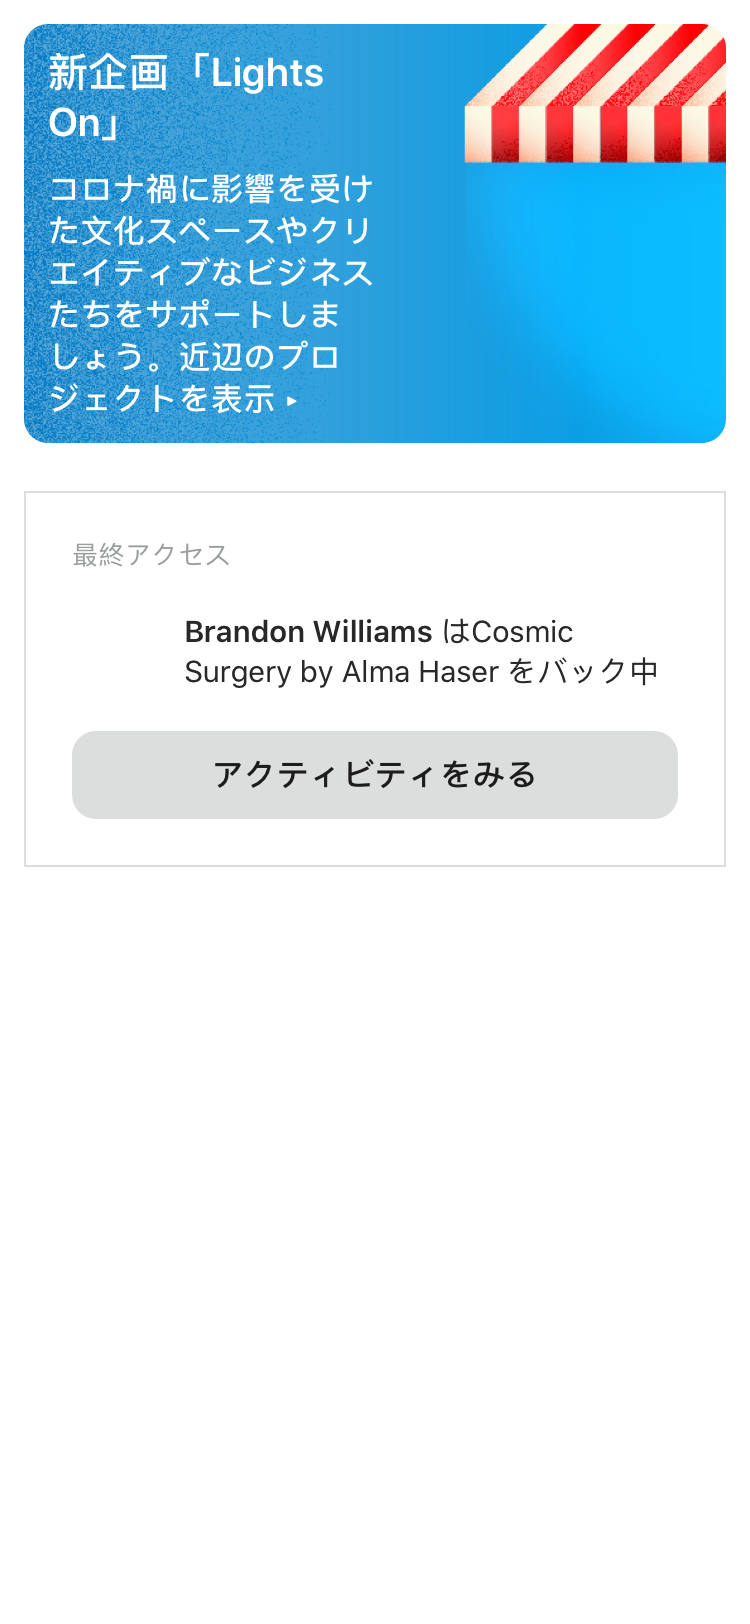 新企画「Lights
On」
コロナ禍に影響を受け
た文化スペースやクリ
エイティブなビジネス
たちをサポートしま
しょう。近辺のプロ
ジェクトを表示 ▸
最終アクセス
Brandon Williams はCosmic
Surgery by Alma Haser をバック中
アクティビティをみる